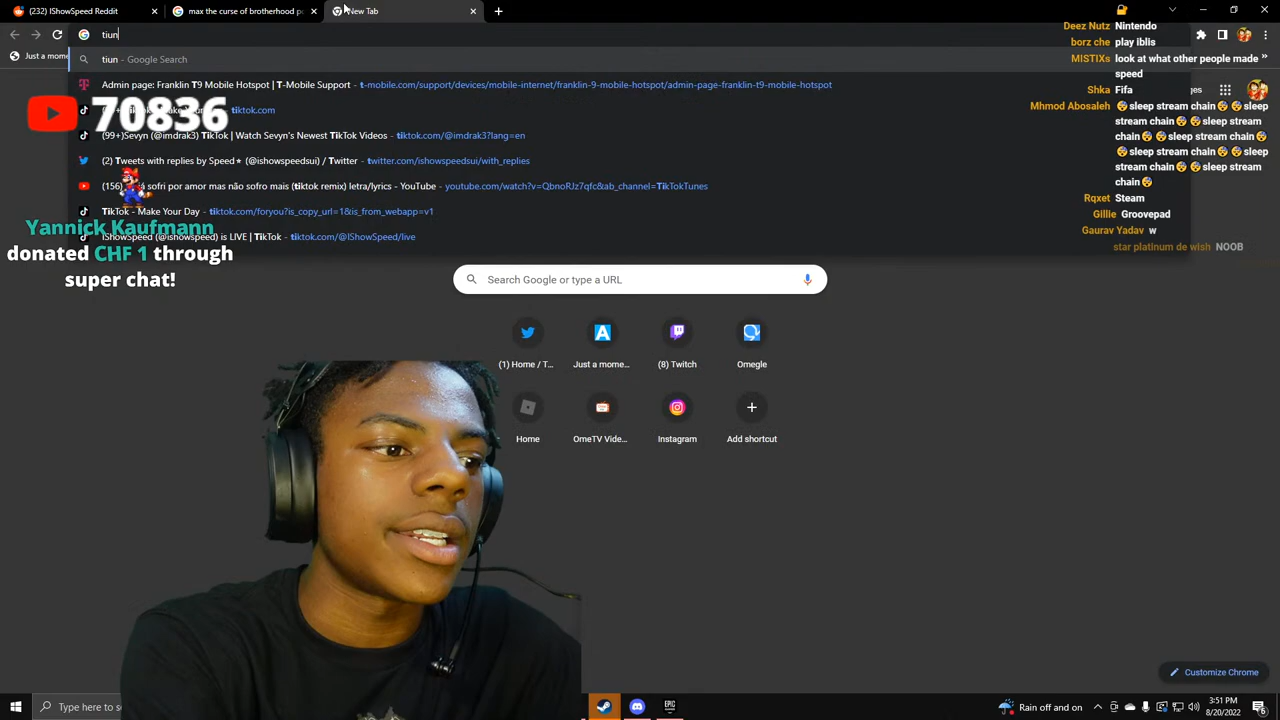 (232) IShowSpeed Reddit
max the curse of brotherhood p
New Tab
tiun
Just a mome
tiun - Google Search
Admin page: Franklin T9 Mobile Hotspot | T-Mobile Support - t-mobile.com/support/devices/mobile-internet/franklin-t9-mobile-hotspot/admin-page-franklin-t9-mobile-hotspot
tiktok.com
(99+)Sevyn (@imdrak3) TikTok | Watch Sevyn's Newest TikTok Videos - tiktok.com/@imdrak3?lang=en
(2) Tweets with replies by Speed⭑ (@ishowspeedsui) / Twitter - twitter.com/ishowspeedsui/with_replies
(156) sofri por amor mas não sofro mais (tiktok remix) letra/lyrics - YouTube - youtube.com/watch?v=QbnoRJz7qfc&ab_channel=TikTokTunes
TikTok - Make Your Day - tiktok.com/foryou?is_copy_url=1&is_from_webapp=v1
IShowSpeed (@ishowspeed) is LIVE | TikTok - tiktok.com/@IShowSpeed/live
70836
Yannick Kaufmann
donated CHF 1 through
super chat!
Deez Nutz Nintendo
borz che play iblis
MISTIXs look at what other people made
speed
Shka Fifa
Mhmod Abosaleh 😴sleep stream chain😴😴sleep
stream chain😴😴sleep stream
chain😴😴sleep stream chain😴
😴sleep stream chain😴😴sleep
stream chain😴😴sleep stream
chain😴
Rqxet Steam
Gillie Groovepad
Gaurav Yadav w
star platinum de wish NOOB
Search Google or type a URL
(1) Home / T...
Just a mome...
(8) Twitch
Omegle
Home
OmeTV Vide...
Instagram
Add shortcut
Customize Chrome
Type here to s
EPIC
Rain off and on
3:51 PM
8/20/2022